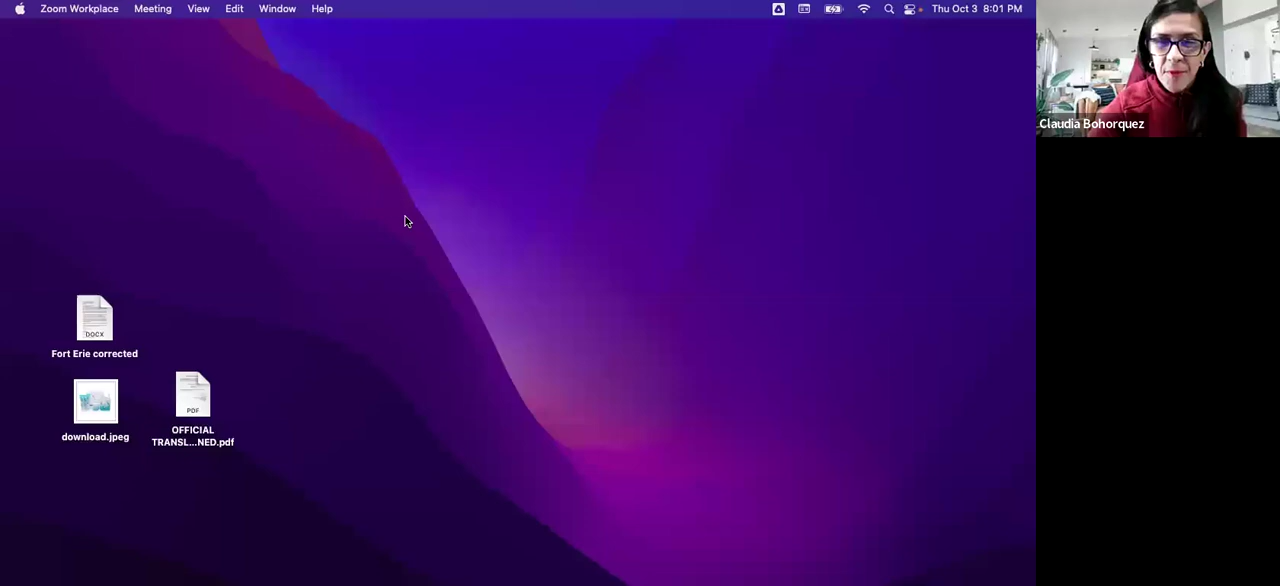 Zoom Workplace Meeting View Edit Window Help Thu Oct 3 8:01 PM
Claudia Bohorquez
DOCX
Fort Erie corrected
download.jpeg
PDF
OFFICIAL
TRANSL...NED.pdf